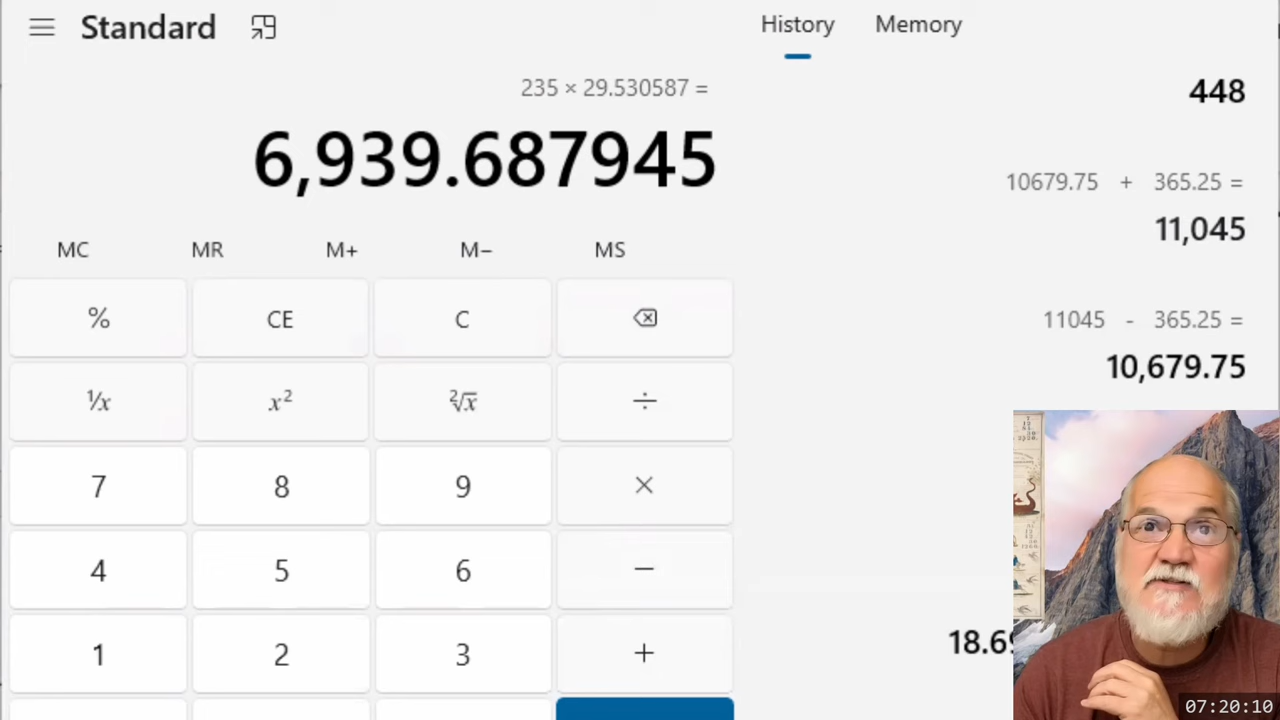 Standard
History Memory
235 × 29.530587 =
6,939.687945
MC MR M+ M− MS
% CE C
¹/x x² ²√x ÷
7 8 9 ×
4 5 6 −
1 2 3 +
448
10679.75 + 365.25 =
11,045
11045 - 365.25 =
10,679.75
07:20:10